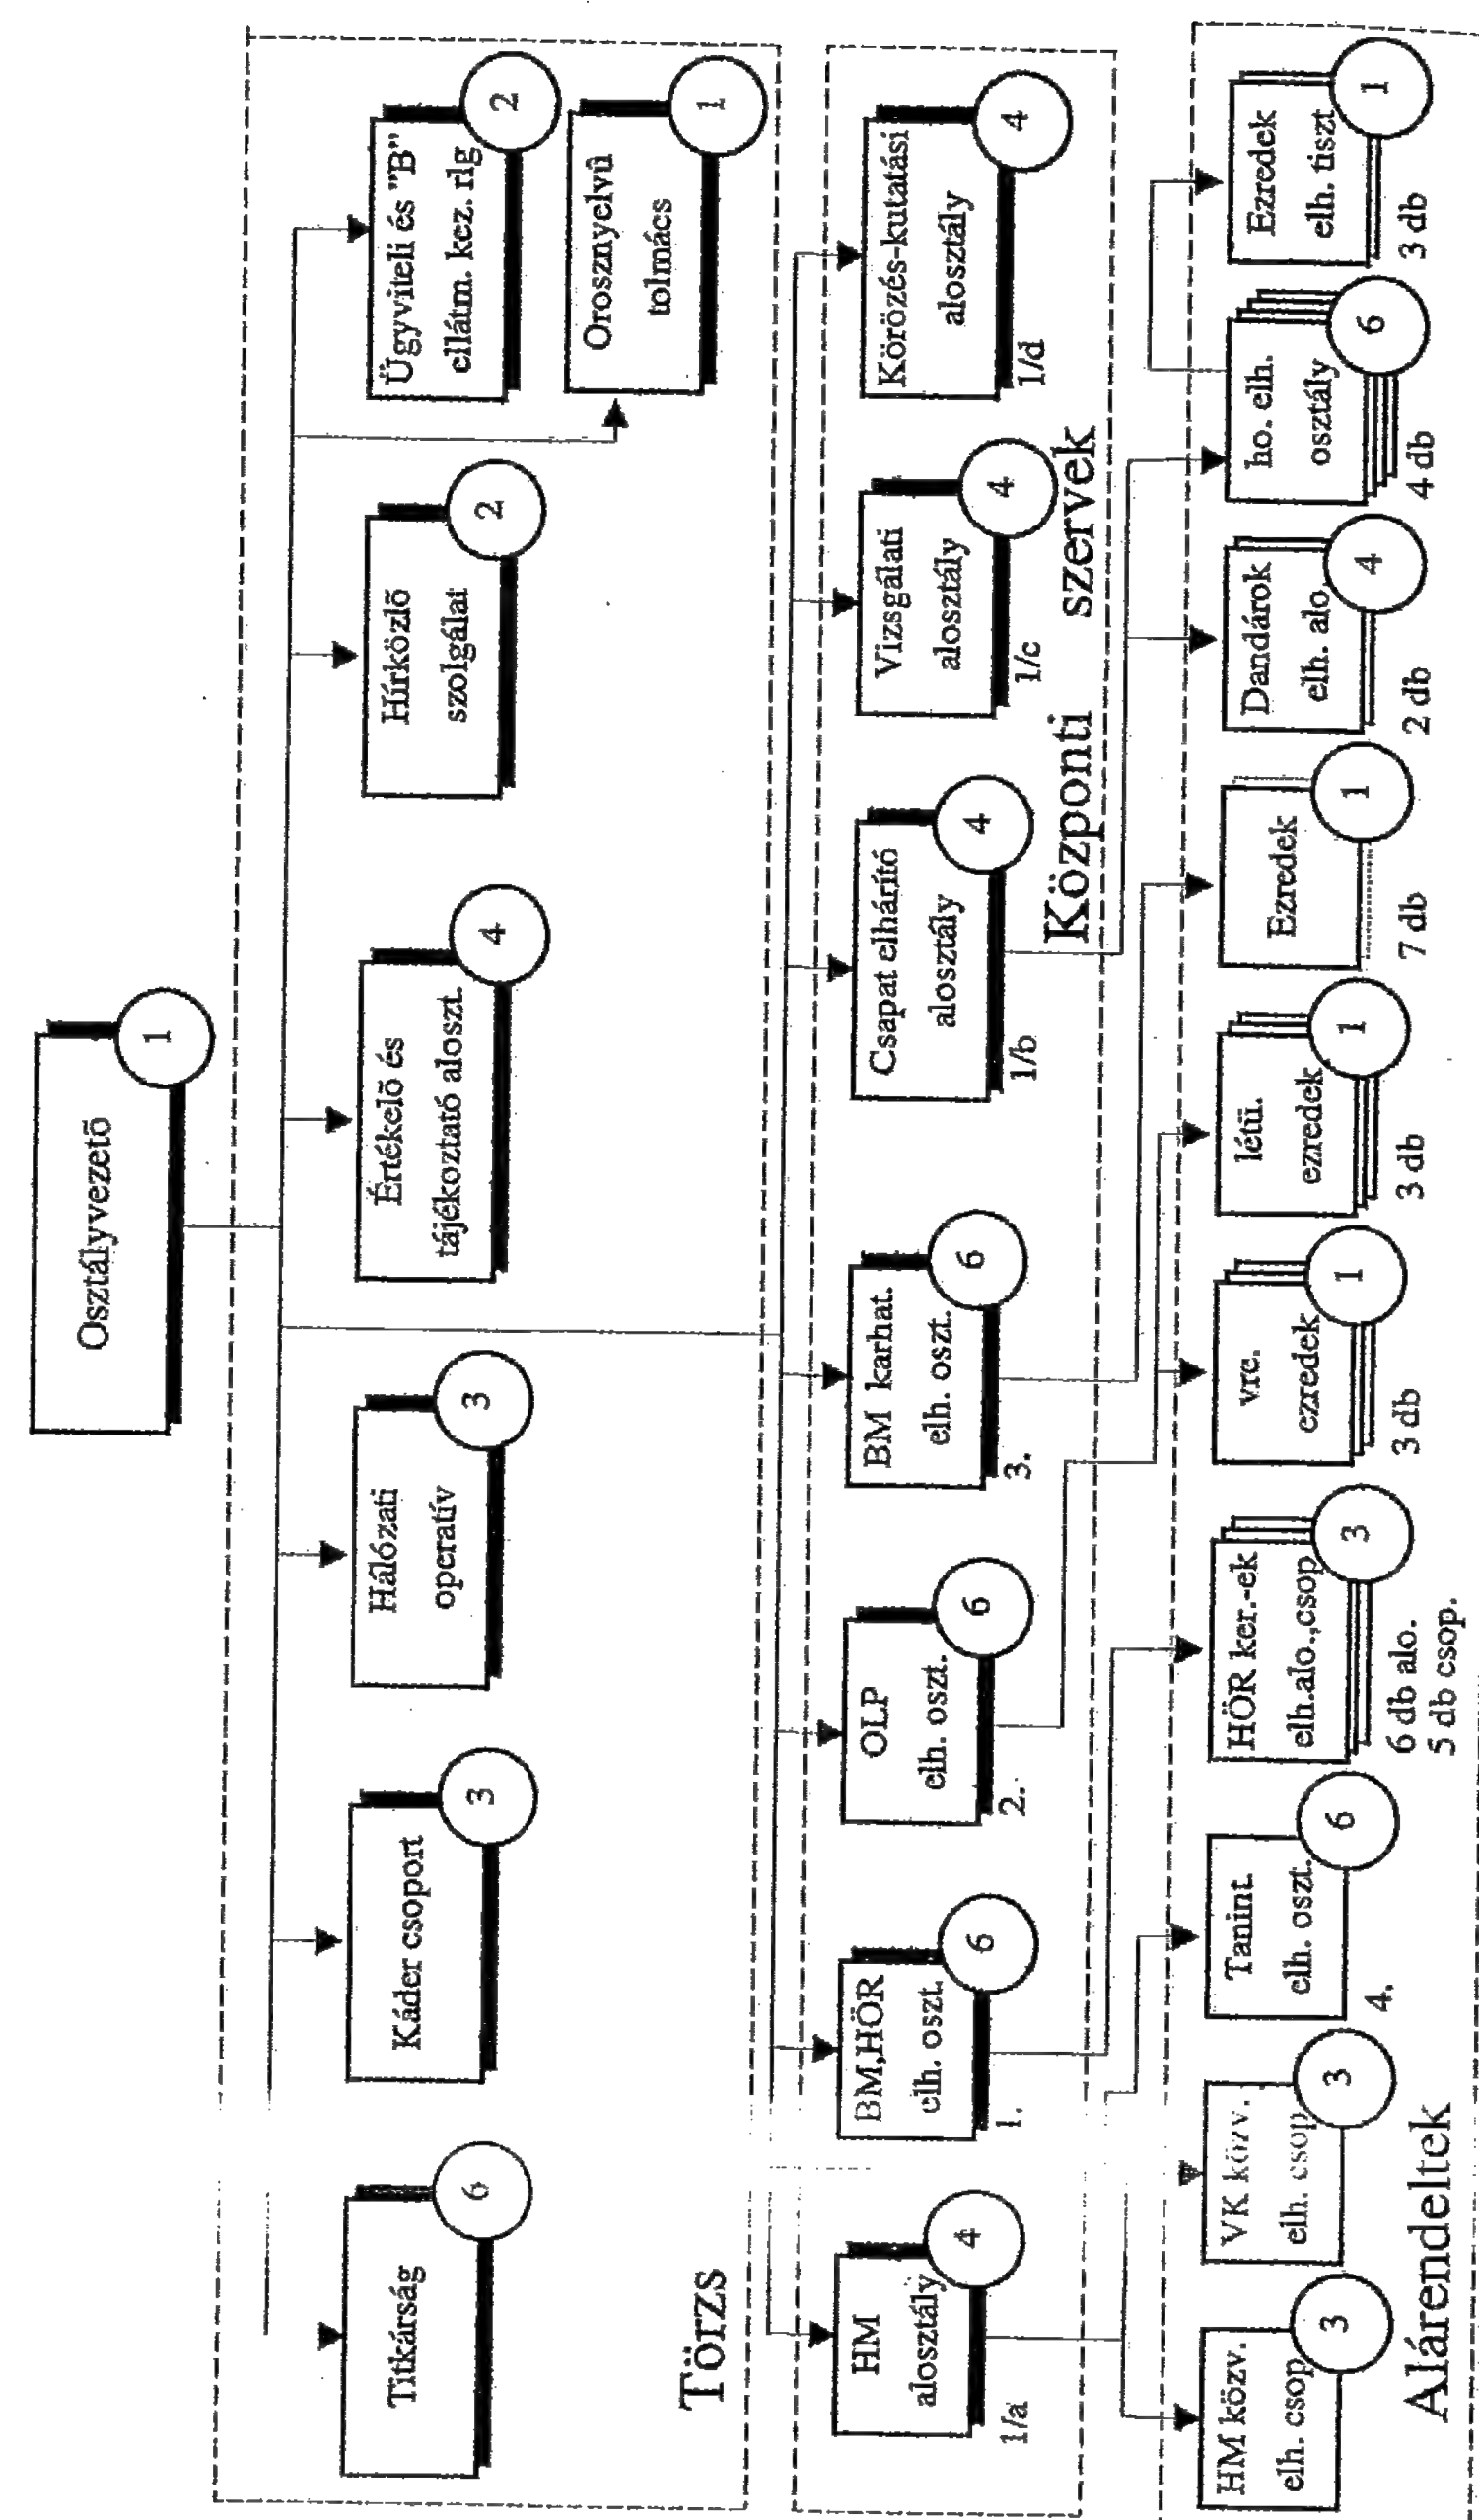 Osztályvezetõ
1
Titkárság
6
Káder csoport
3
Hálózati
operatív
3
Értékelõ és
tájékoztató aloszt.
4
Hírközlõ
szolgálat
2
Ügyviteli és "B"
ellátm. kez. rlg
2
Orosznyelvû
tolmács
1
Törzs
HM
alosztály
4
1/a
BM,HÖR
elh. oszt.
6
1.
OLP
elh. oszt.
6
2.
BM karhat.
elh. oszt.
6
3.
Csapat elhárító
alosztály
4
1/b
Vizsgálati
alosztály
4
1/c
Körözés-kutatási
alosztály
4
1/d
Központi szervek
HM közv.
elh. csop.
3
VK közv.
elh. csop.
3
Tanint.
elh. oszt.
6
4.
HÖR ker.-ek
elh.alo.,csop.
3
6 db alo.
5 db csop.
vre.
ezredek
1
3 db
létü.
ezredek
1
3 db
Ezredek
1
7 db
Dandárok
elh. alo.
4
2 db
ho. elh.
osztály
6
4 db
Ezredek
elh. tiszt
1
3 db
Alárendeltek